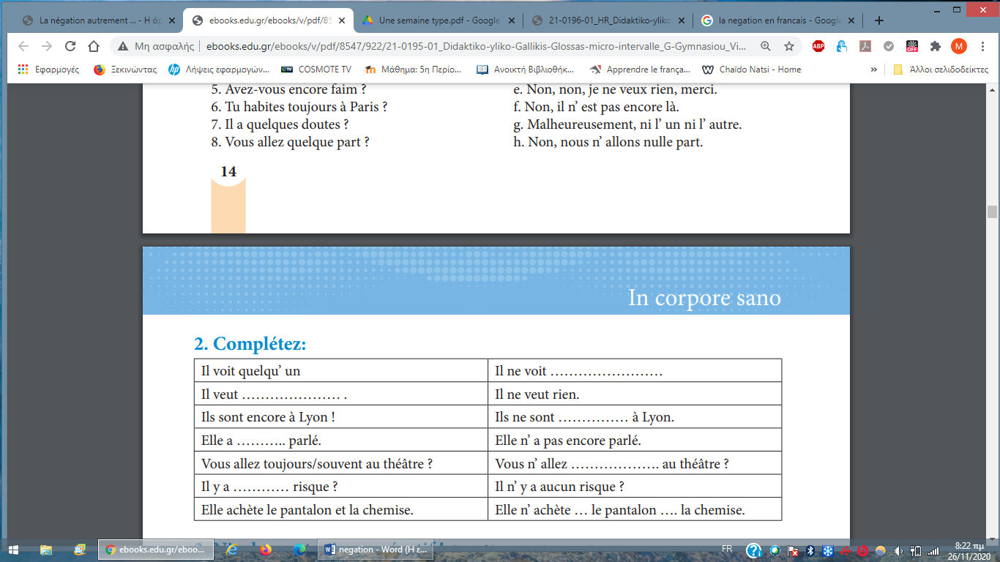 La négation autrement ... - Η άρ
ebooks.edu.gr/ebooks/v/pdf/85
Une semaine type.pdf - Google
21-0196-01_HR_Didaktiko-yliko
la negation en francais - Google
Μη ασφαλής | ebooks.edu.gr/ebooks/v/pdf/8547/922/21-0195-01_Didaktiko-yliko-Gallikis-Glossas-micro-intervalle_G-Gymnasiou_Vi...
ABP
OFF
M
Εφαρμογές
Ξεκινώντας
Λήψεις εφαρμογών...
COSMOTE TV
Μάθημα: 5η Περίο...
Ανοικτή Βιβλιοθήκ...
Apprendre le frança...
Chaïdo Natsi - Home
»
Άλλοι σελιδοδείκτες
5. Avez-vous encore faim ? e. Non, non, je ne veux rien, merci.
6. Tu habites toujours à Paris ? f. Non, il n’ est pas encore là.
7. Il a quelques doutes ? g. Malheureusement, ni l’ un ni l’ autre.
8. Vous allez quelque part ? h. Non, nous n’ allons nulle part.
14
In corpore sano
2. Complétez:
Il voit quelqu’ un Il ne voit ……………………
Il veut ………………… . Il ne veut rien.
Ils sont encore à Lyon ! Ils ne sont …………… à Lyon.
Elle a ……….. parlé. Elle n’ a pas encore parlé.
Vous allez toujours/souvent au théâtre ? Vous n’ allez ………………. au théâtre ?
Il y a ………… risque ? Il n’ y a aucun risque ?
Elle achète le pantalon et la chemise. Elle n’ achète … le pantalon …. la chemise.
ebooks.edu.gr/eboo...
negation - Word (Η ε...
FR
8:22 πμ
26/11/2020